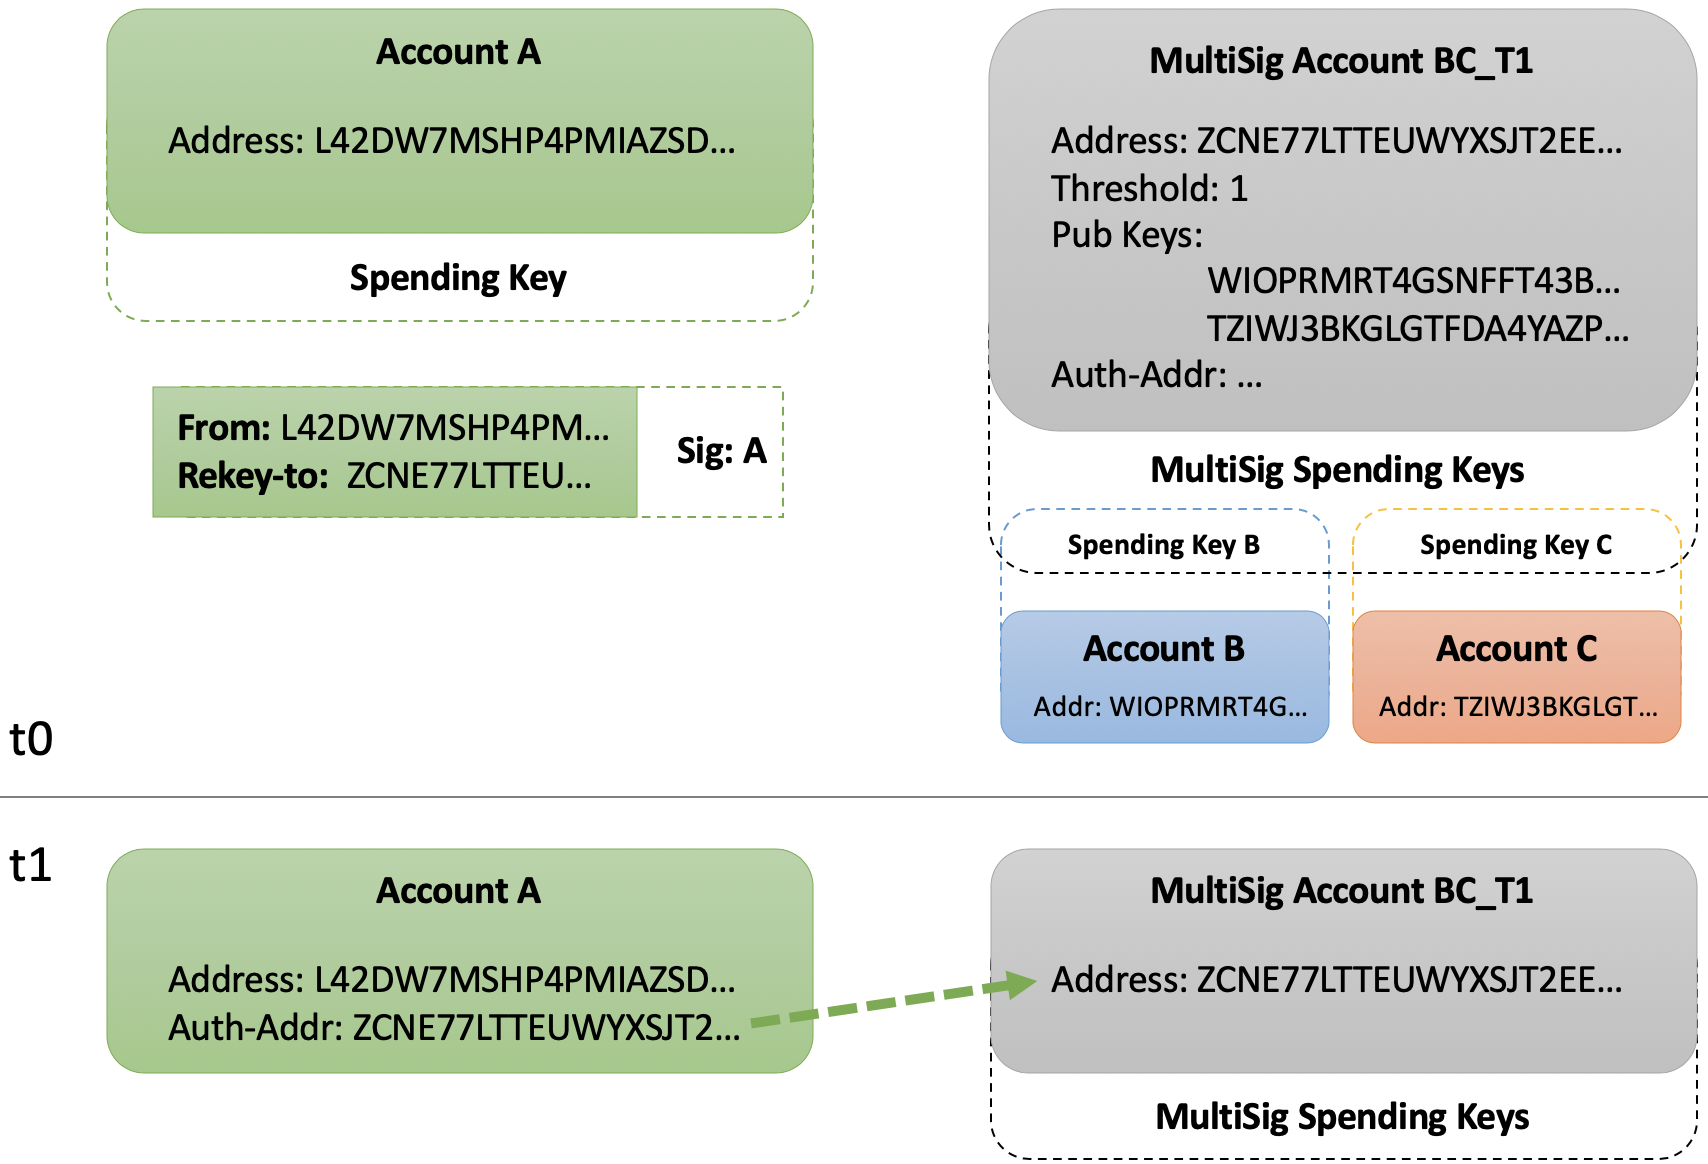 Account A
Address: L42DW7MSHP4PMIAZSD...
Spending Key
From: L42DW7MSHP4PM...
Rekey-to: ZCNE77LTTEU...
Sig: A
MultiSig Account BC_T1
Address: ZCNE77LTTEUWYXSJT2EE...
Threshold: 1
Pub Keys:
WIOPRMRT4GSNFFT43B...
TZIWJ3BKGLGTFDA4YAZP...
Auth-Addr: ...
MultiSig Spending Keys
Spending Key B
Spending Key C
Account B
Addr: WIOPRMRT4G...
Account C
Addr: TZIWJ3BKGLGT...
t0
t1
Account A
Address: L42DW7MSHP4PMIAZSD...
Auth-Addr: ZCNE77LTTEUWYXSJT2...
MultiSig Account BC_T1
Address: ZCNE77LTTEUWYXSJT2EE...
MultiSig Spending Keys